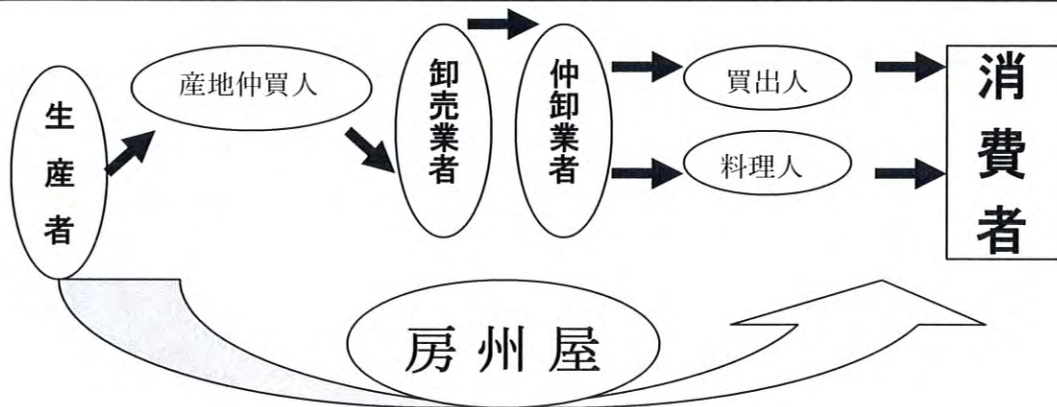 生産者
産地仲買人
卸売業者
仲卸業者
買出人
料理人
消費者
房州屋